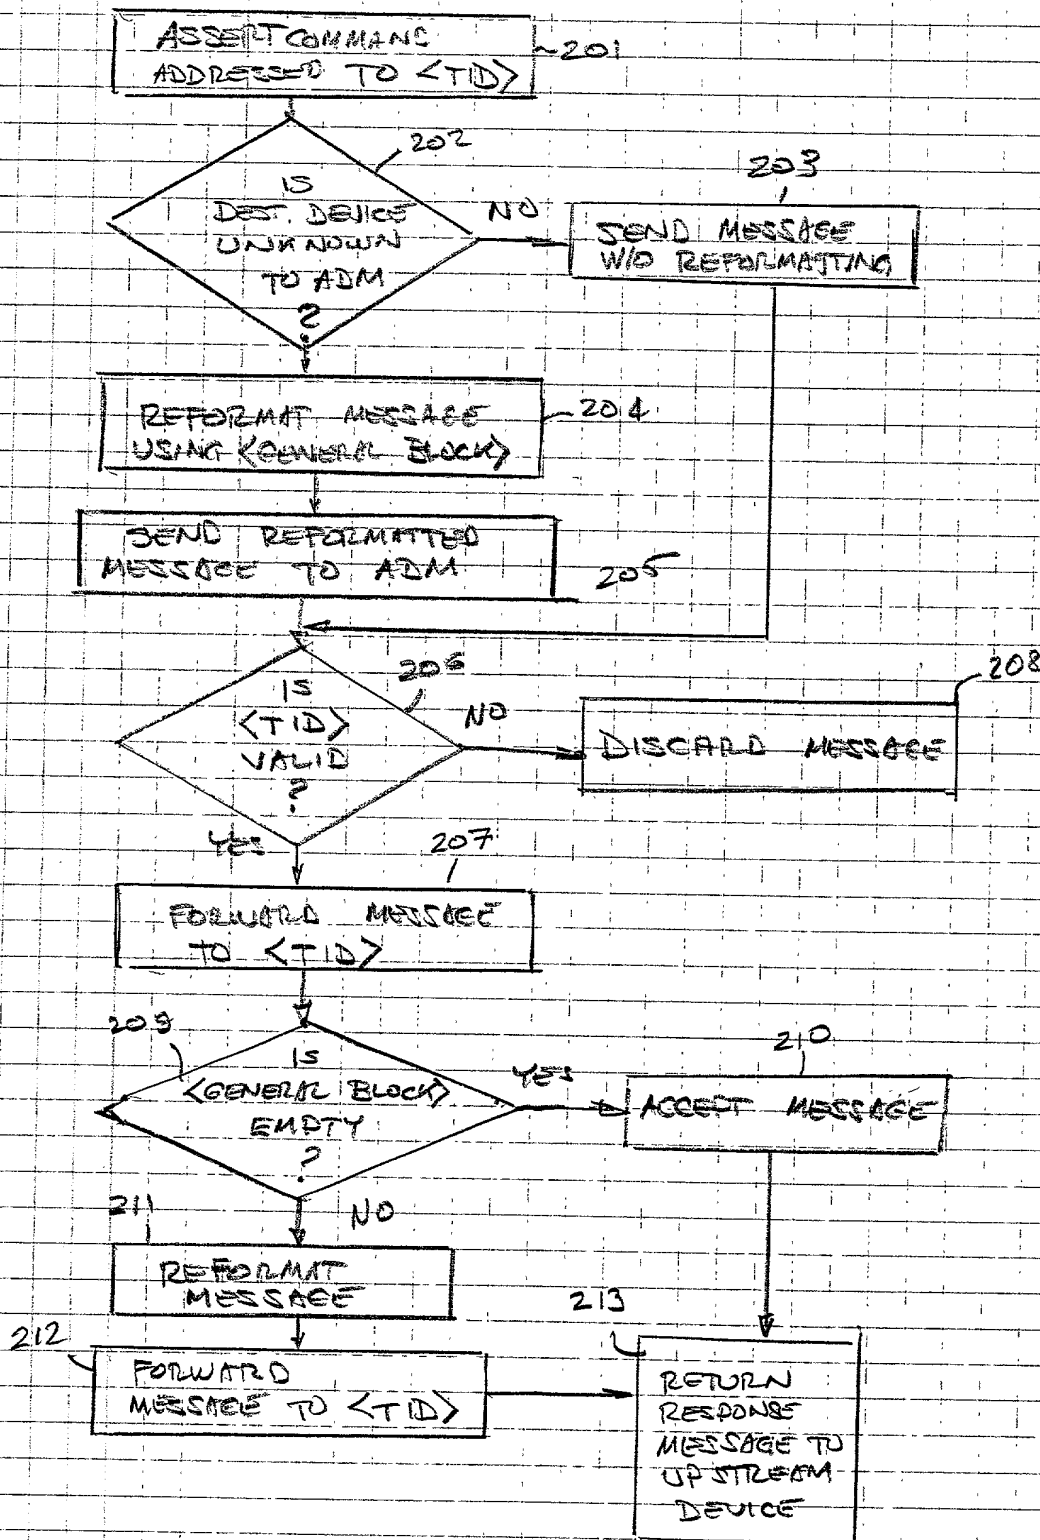 ASSERT COMMAND
ADDRESSED TO <TID>
201
202
IS
DEST. DEVICE
UNKNOWN
TO ADM
?
NO
203
SEND MESSAGE
W/O REFORMATTING
REFORMAT MESSAGE
USING <GENERAL BLOCK>
204
SEND REFORMATTED
MESSAGE TO ADM
205
206
IS
<TID>
VALID
?
NO
208
DISCARD MESSAGE
YES
207
FORWARD MESSAGE
TO <TID>
209
IS
<GENERAL BLOCK>
EMPTY
?
YES
210
ACCEPT MESSAGE
211
NO
REFORMAT
MESSAGE
212
FORWARD
MESSAGE TO <TID>
213
RETURN
RESPONSE
MESSAGE TO
UPSTREAM
DEVICE